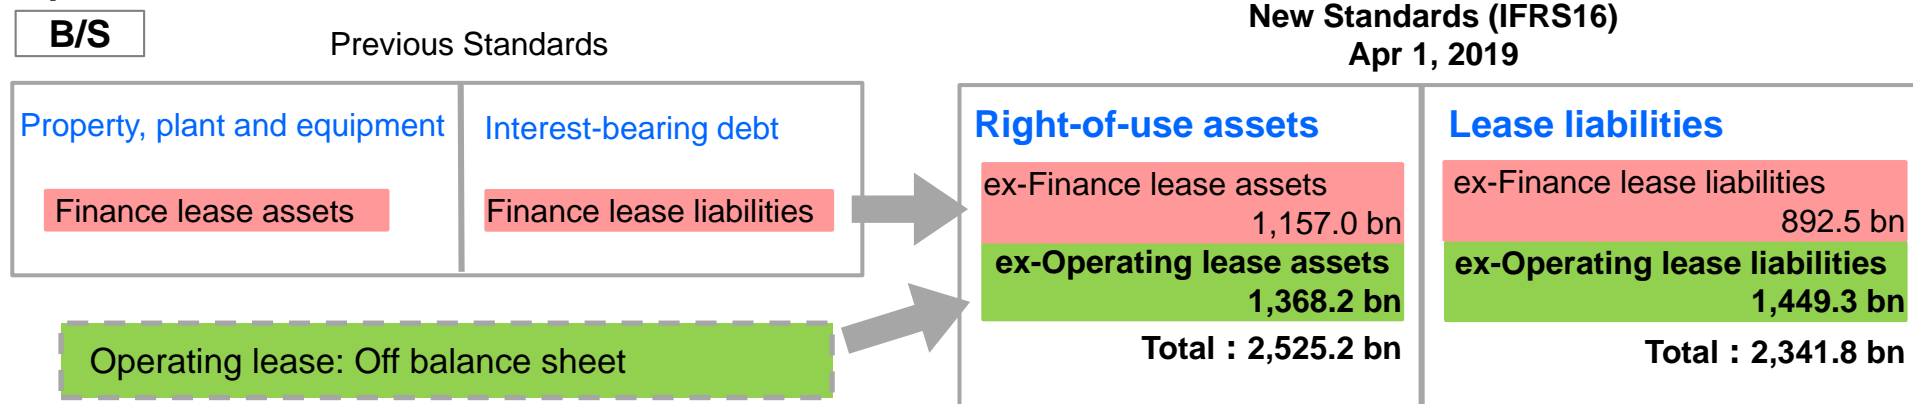 B/S
Previous Standards
New Standards (IFRS16)
Apr 1, 2019
Property, plant and equipment
Interest-bearing debt
Finance lease assets
Finance lease liabilities
Operating lease: Off balance sheet
Right-of-use assets
ex-Finance lease assets
1,157.0 bn
ex-Operating lease assets
1,368.2 bn
Total：2,525.2 bn
Lease liabilities
ex-Finance lease liabilities
892.5 bn
ex-Operating lease liabilities
1,449.3 bn
Total：2,341.8 bn